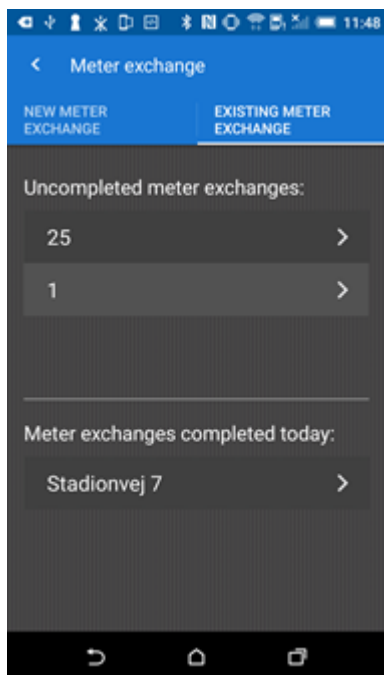 11:48
Meter exchange
NEW METER
EXCHANGE
EXISTING METER
EXCHANGE
Uncompleted meter exchanges:
25
1
Meter exchanges completed today:
Stadionvej 7